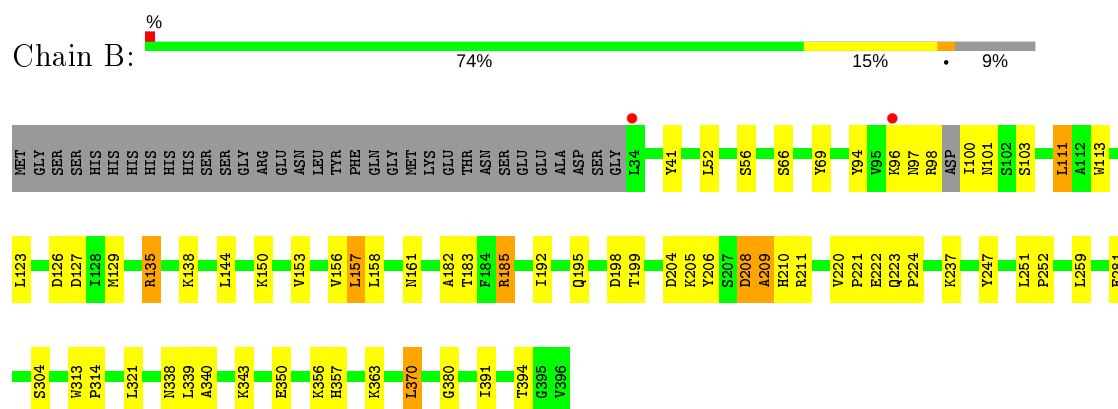 %
Chain B:
74% 15% • 9%
MET GLY SER SER HIS HIS HIS HIS HIS HIS SER SER GLY ARG GLU ASN LEU TYR PHE GLN GLY MET LYS GLU THR ASN SER GLU GLU ALA ASP SER GLY L34 Y41 L52 S56 S66 Y69 Y94 V95 K96 N97 R98 ASP I100 N101 S102 S103 L111 A112 W113
L123 D126 D127 I128 M129 R135 K138 L144 K150 V153 V156 L157 L158 N161 A182 T183 F184 R185 I192 Q195 D198 T199 D204 K205 Y206 S207 D208 A209 H210 R211 V220 P221 E222 Q223 P224 K237 Y247 L251 P252 L259
S304 W313 P314 L321 N338 L339 A340 K343 E350 K356 H357 K363 L370 G380 I391 T394 G395 V396